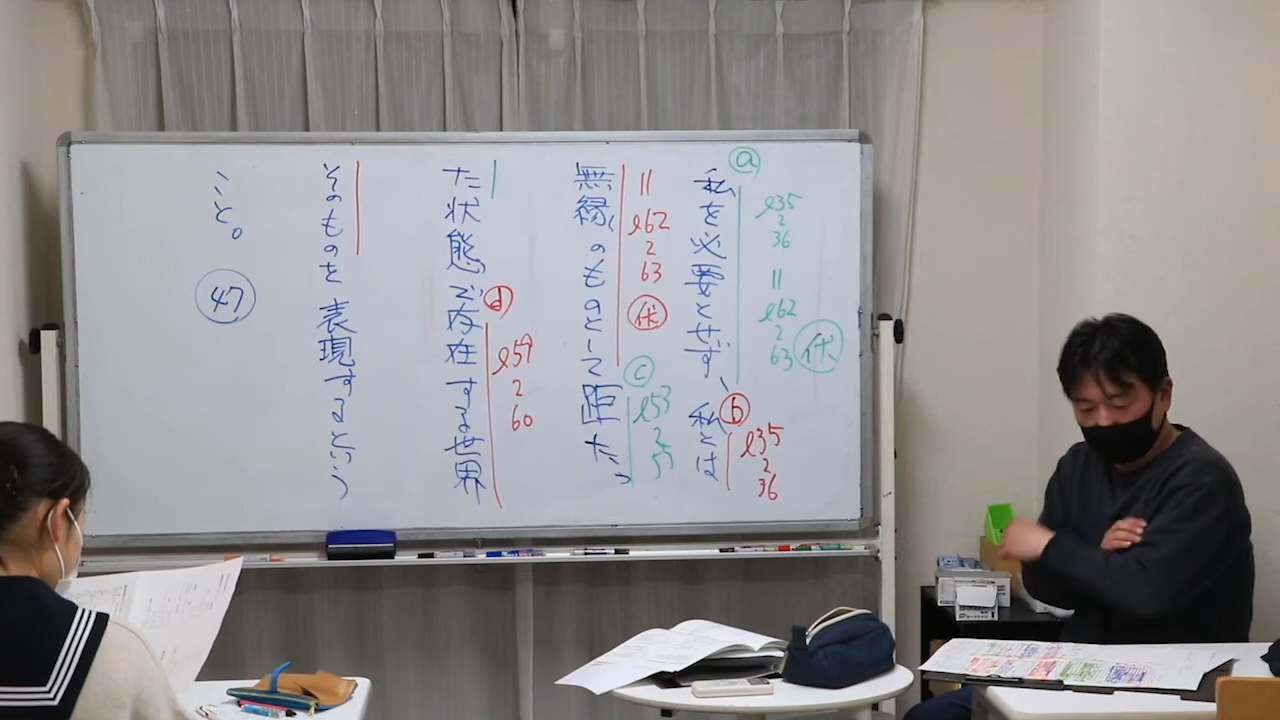 私を必要とせず、私とは
無縁のものとして距たっ
た状態で存在する世界
そのものを表現するという
こと。
47
a
l35
2
36
11
l62
2
63
伏
b
l35
2
36
11
l62
2
63
伏
c
l53
2
d
l59
2
60